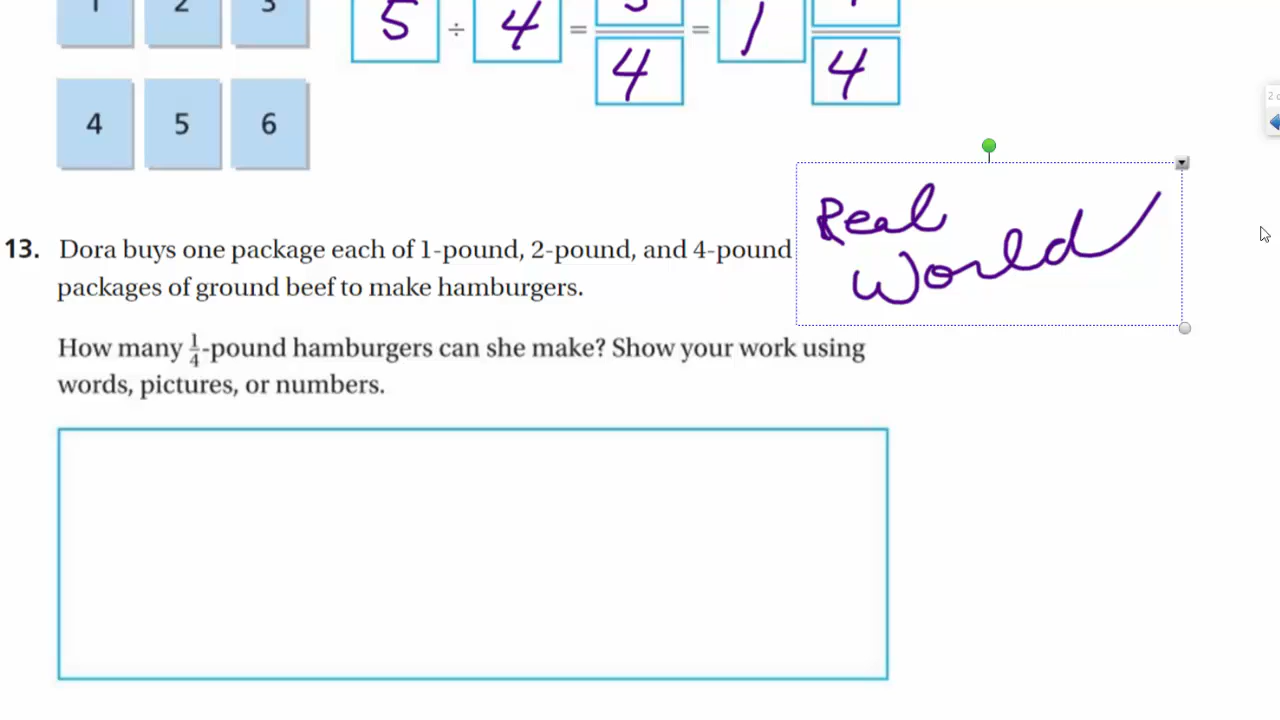 1 2 3
5 ÷ 4 = 4 = 1 4
4 5 6
Real
World
13. Dora buys one package each of 1-pound, 2-pound, and 4-pound
packages of ground beef to make hamburgers.
How many 1/4-pound hamburgers can she make? Show your work using
words, pictures, or numbers.